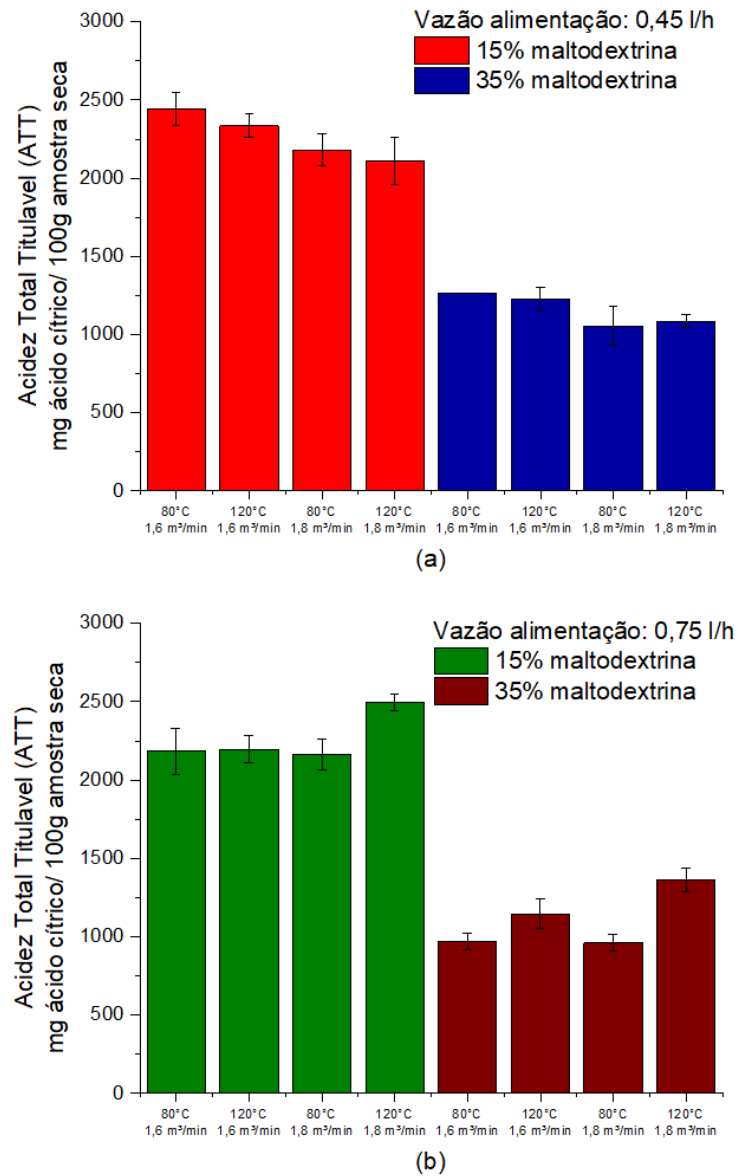 Vazão alimentação: 0,45 l/h
15% maltodextrina
35% maltodextrina
Acidez Total Titulavel (ATT)
mg ácido cítrico/ 100g amostra seca
3000
2500
2000
1500
1000
500
0
80°C 120°C 80°C 120°C 80°C 120°C 80°C 120°C
1,6 m³/min 1,6 m³/min 1,8 m³/min 1,8 m³/min 1,6 m³/min 1,6 m³/min 1,8 m³/min 1,8 m³/min
(a)
Vazão alimentação: 0,75 l/h
15% maltodextrina
35% maltodextrina
Acidez Total Titulavel (ATT)
mg ácido cítrico/ 100g amostra seca
3000
2500
2000
1500
1000
500
0
80°C 120°C 80°C 120°C 80°C 120°C 80°C 120°C
1,6 m³/min 1,6 m³/min 1,8 m³/min 1,8 m³/min 1,6 m³/min 1,6 m³/min 1,8 m³/min 1,8 m³/min
(b)